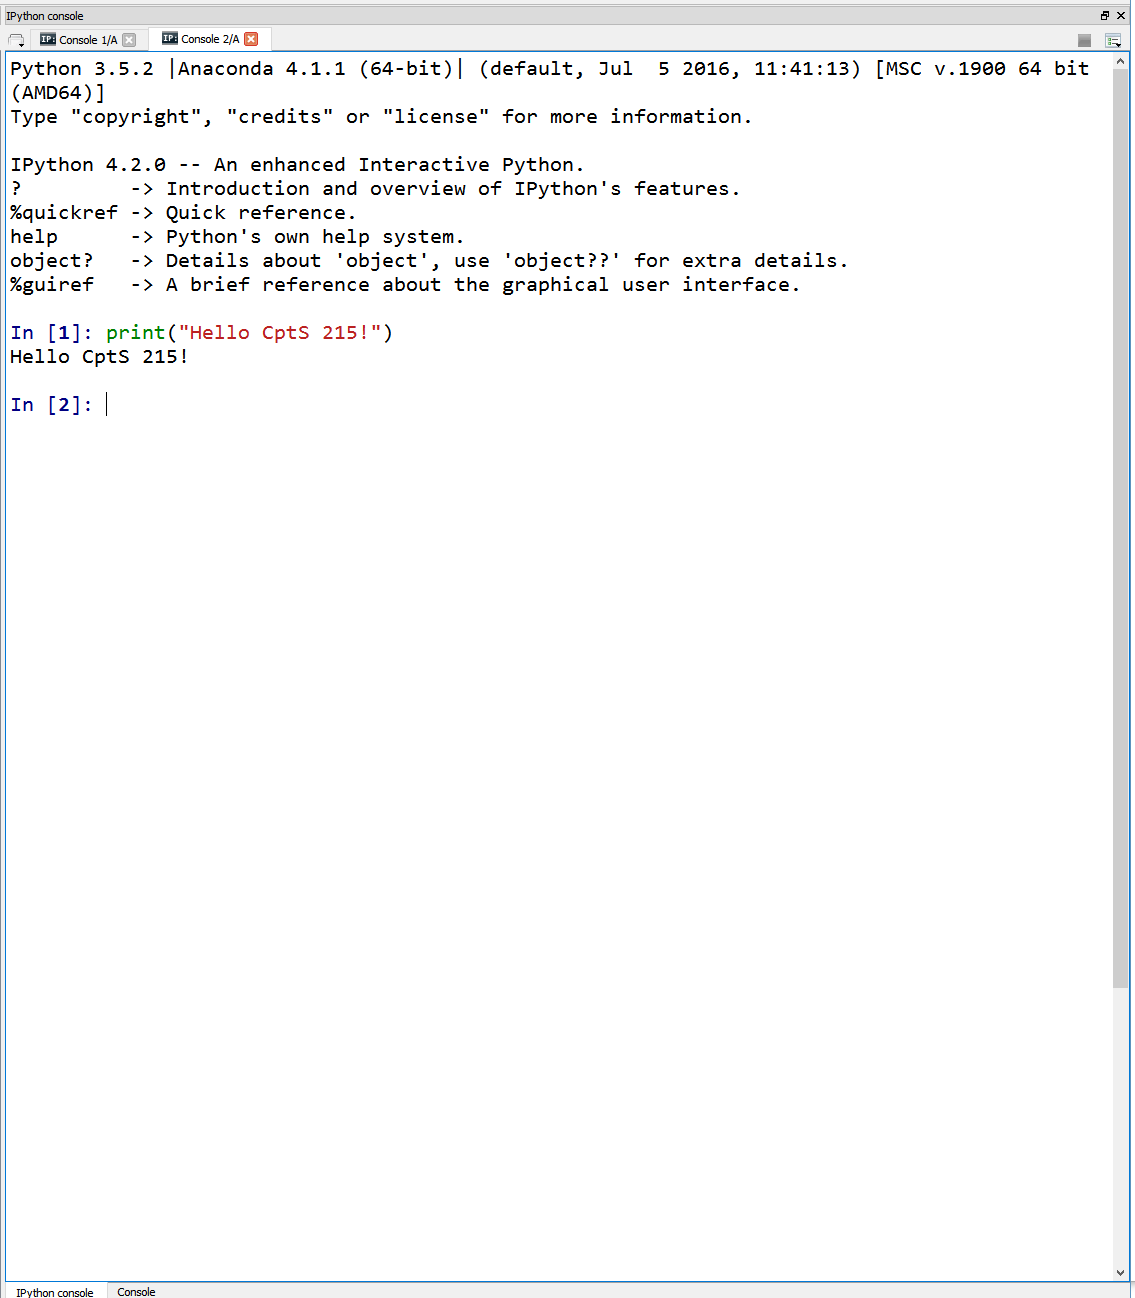 IPython console
IP: Console 1/A
IP: Console 2/A
Python 3.5.2 |Anaconda 4.1.1 (64-bit)| (default, Jul  5 2016, 11:41:13) [MSC v.1900 64 bit
(AMD64)]
Type "copyright", "credits" or "license" for more information.
IPython 4.2.0 -- An enhanced Interactive Python.
?         -> Introduction and overview of IPython's features.
%quickref -> Quick reference.
help      -> Python's own help system.
object?   -> Details about 'object', use 'object??' for extra details.
%guiref   -> A brief reference about the graphical user interface.
In [1]: print("Hello CptS 215!")
Hello CptS 215!
In [2]:
IPython console
Console